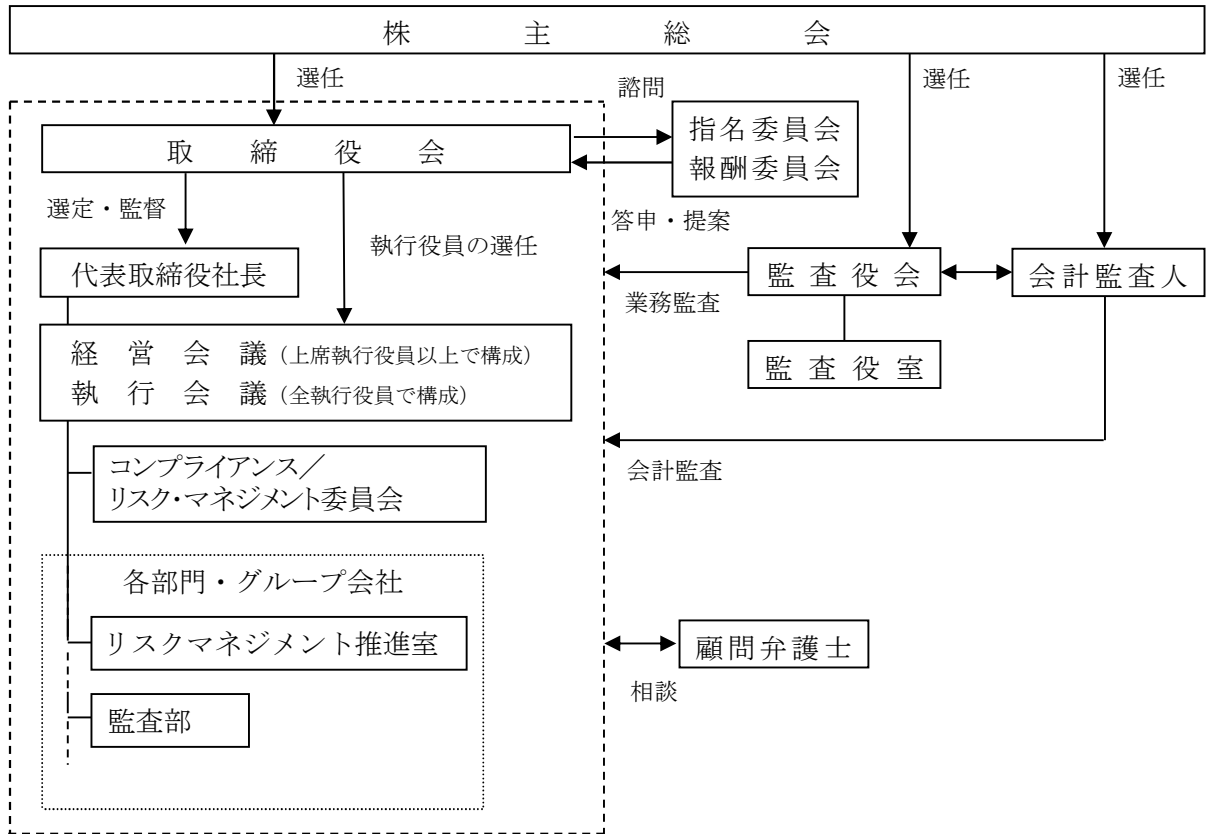 株主総会
選任
選任
選任
諮問
取締役会
指名委員会
報酬委員会
選定・監督
執行役員の選任
答申・提案
代表取締役社長
監査役会
会計監査人
業務監査
経営会議(上席執行役員以上で構成)
執行会議(全執行役員で構成)
監査役室
コンプライアンス/
リスク・マネジメント委員会
会計監査
各部門・グループ会社
リスクマネジメント推進室
顧問弁護士
相談
監査部